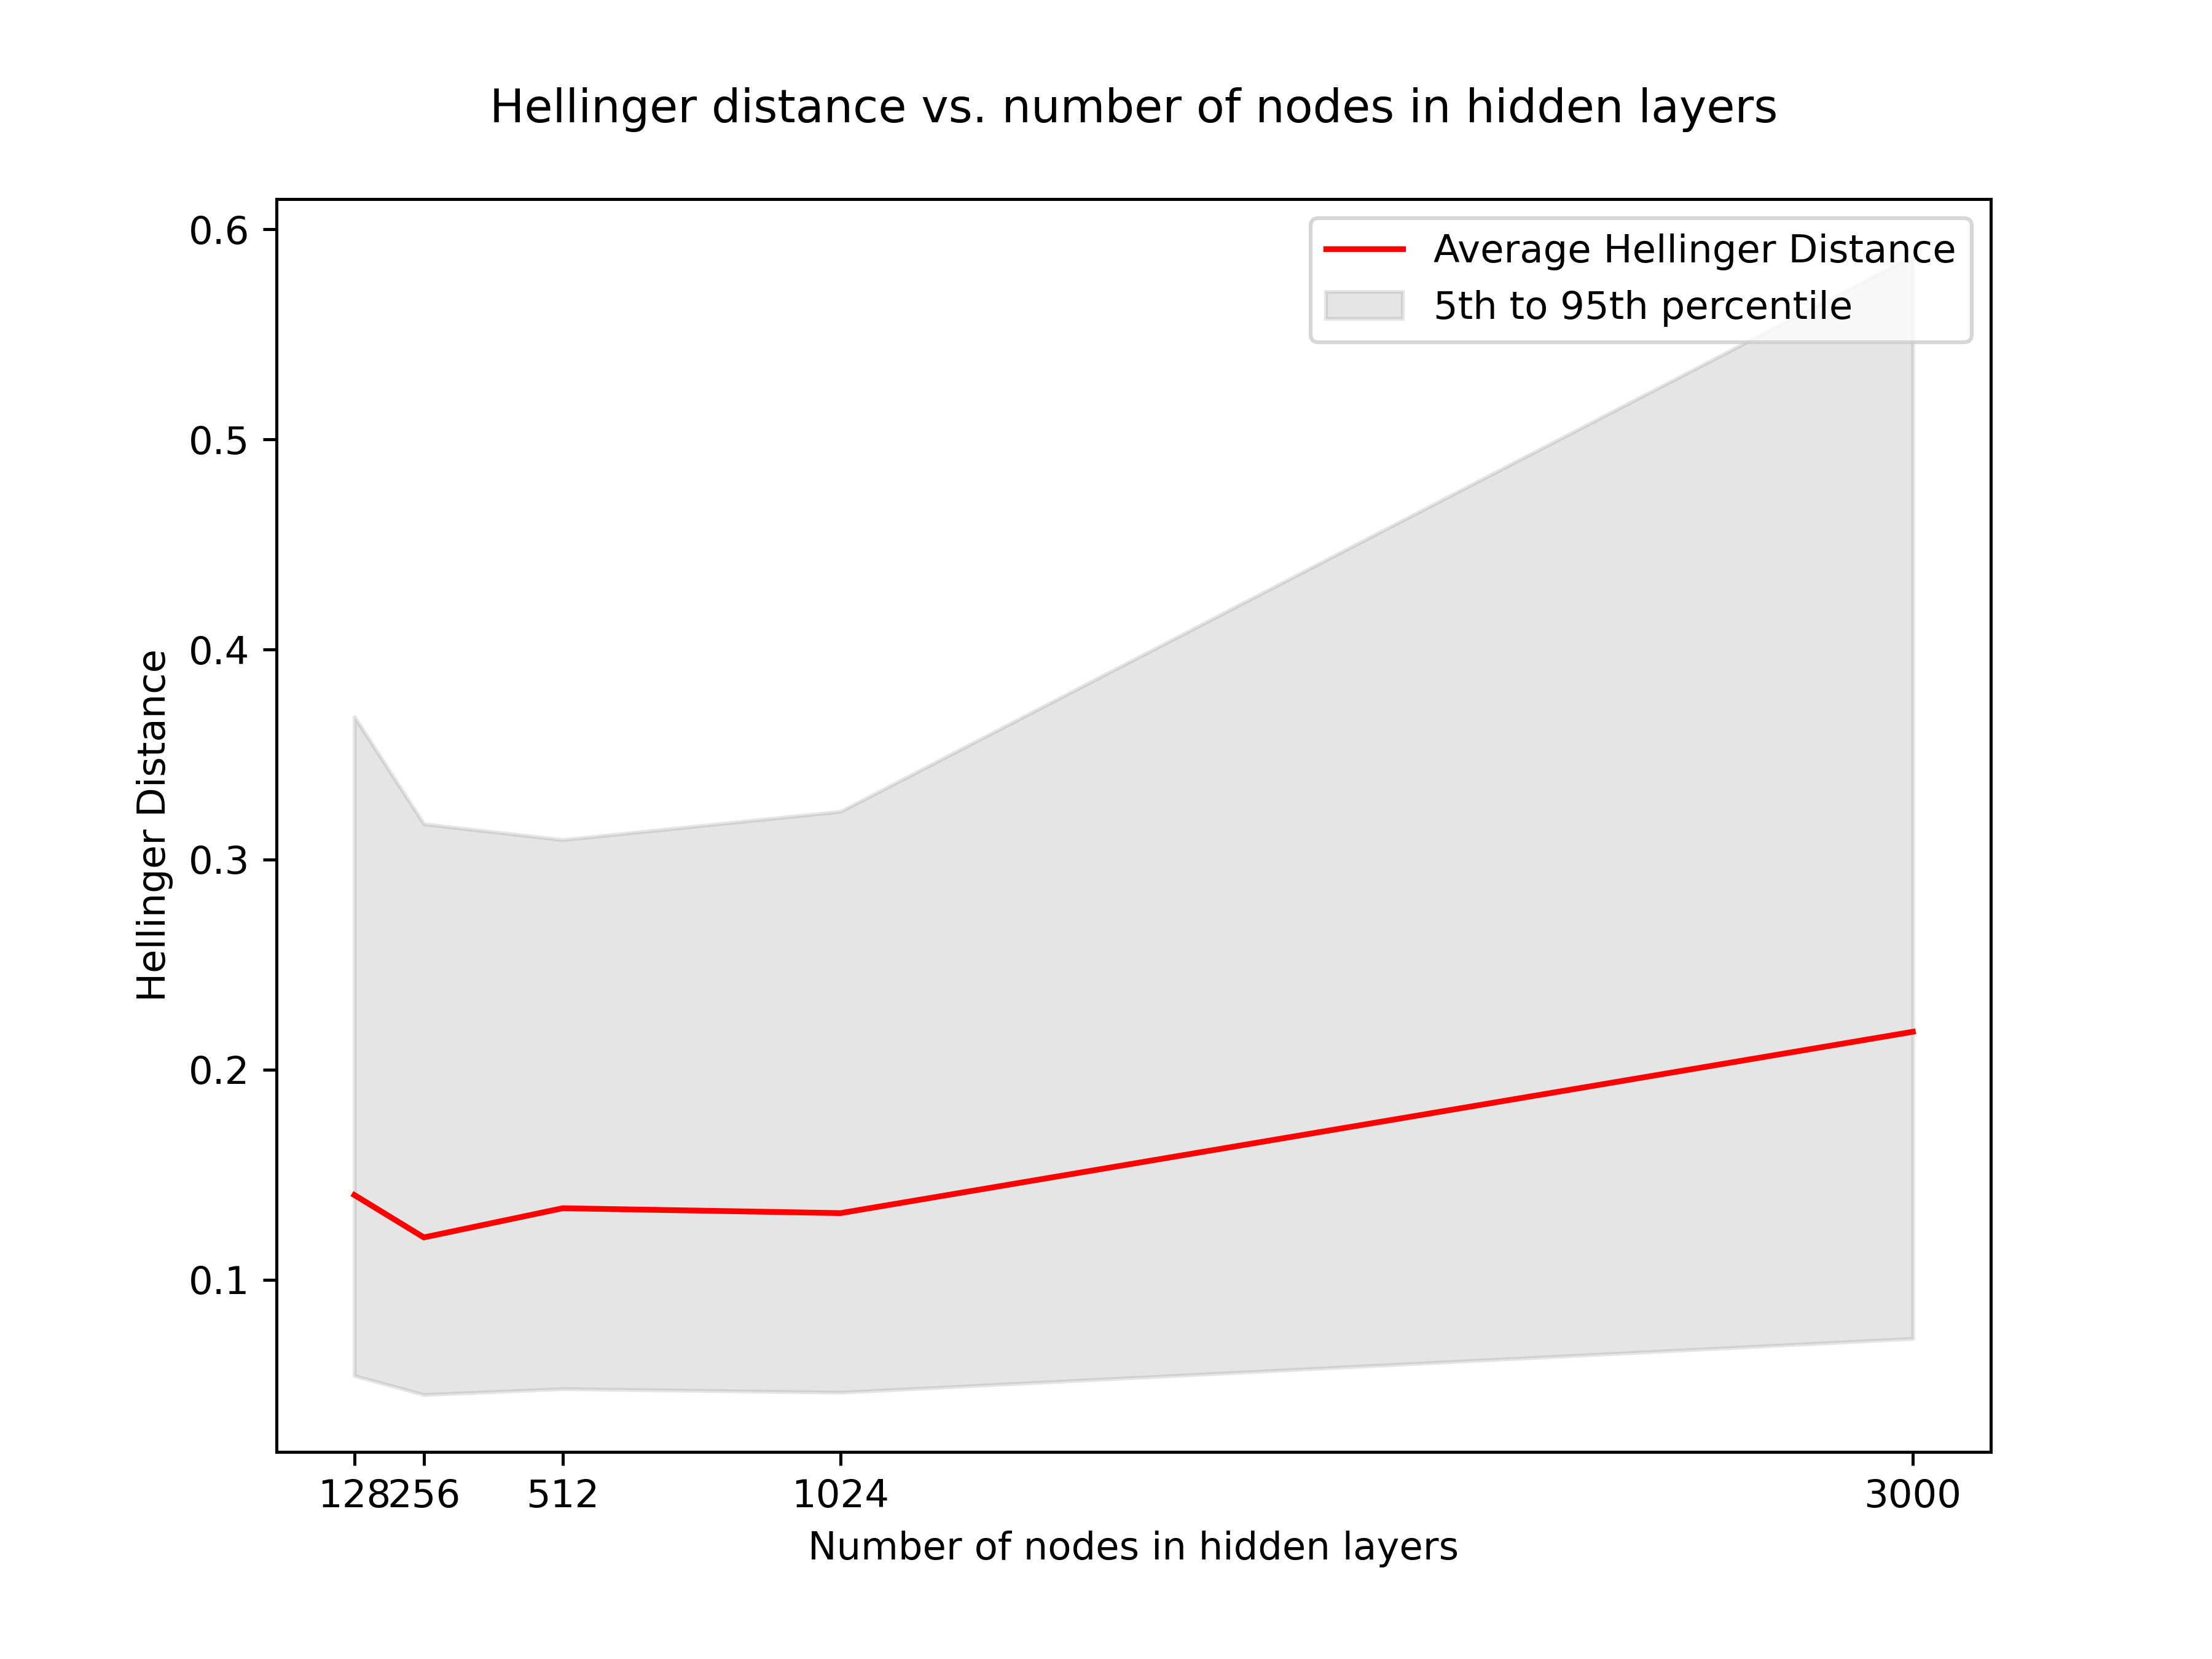 Hellinger distance vs. number of nodes in hidden layers
Average Hellinger Distance
5th to 95th percentile
0.6
0.5
0.4
0.3
0.2
0.1
Hellinger Distance
128 256 512 1024 3000
Number of nodes in hidden layers